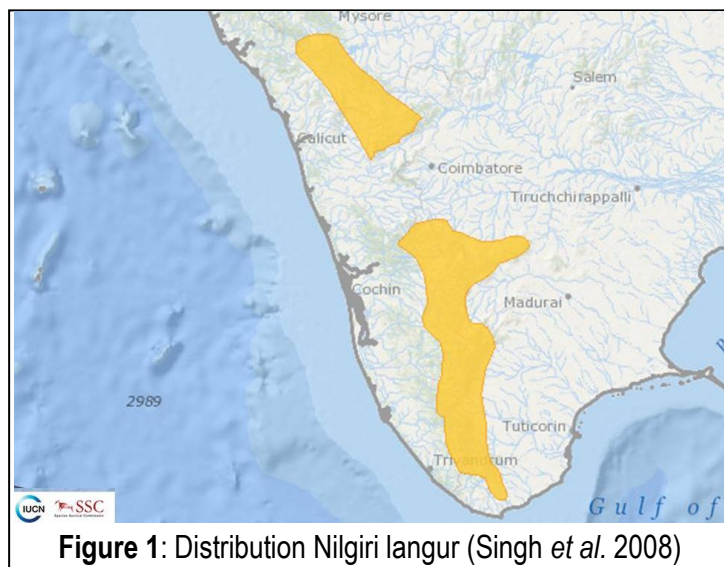 Mysore
Salem
Calicut
Coimbatore
Tiruchchirappalli
Cochin
Madurai
2989
Tuticorin
Trivandrum
Gulf of
IUCN SSC
Figure 1: Distribution Nilgiri langur (Singh et al. 2008)